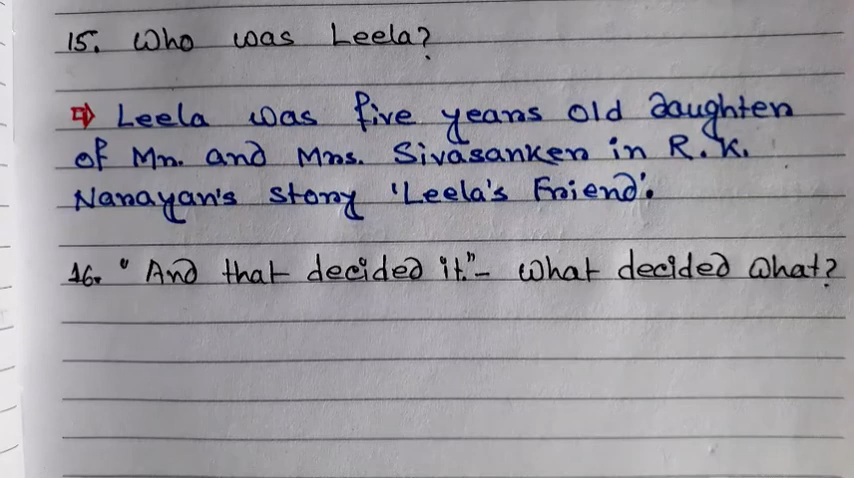 15. Who was Leela?
⇨ Leela was five years old daughter
of Mr. and Mrs. Sivasanker in R. K.
Narayan's story 'Leela's Friend'.
16. "And that decided it."- What decided what?